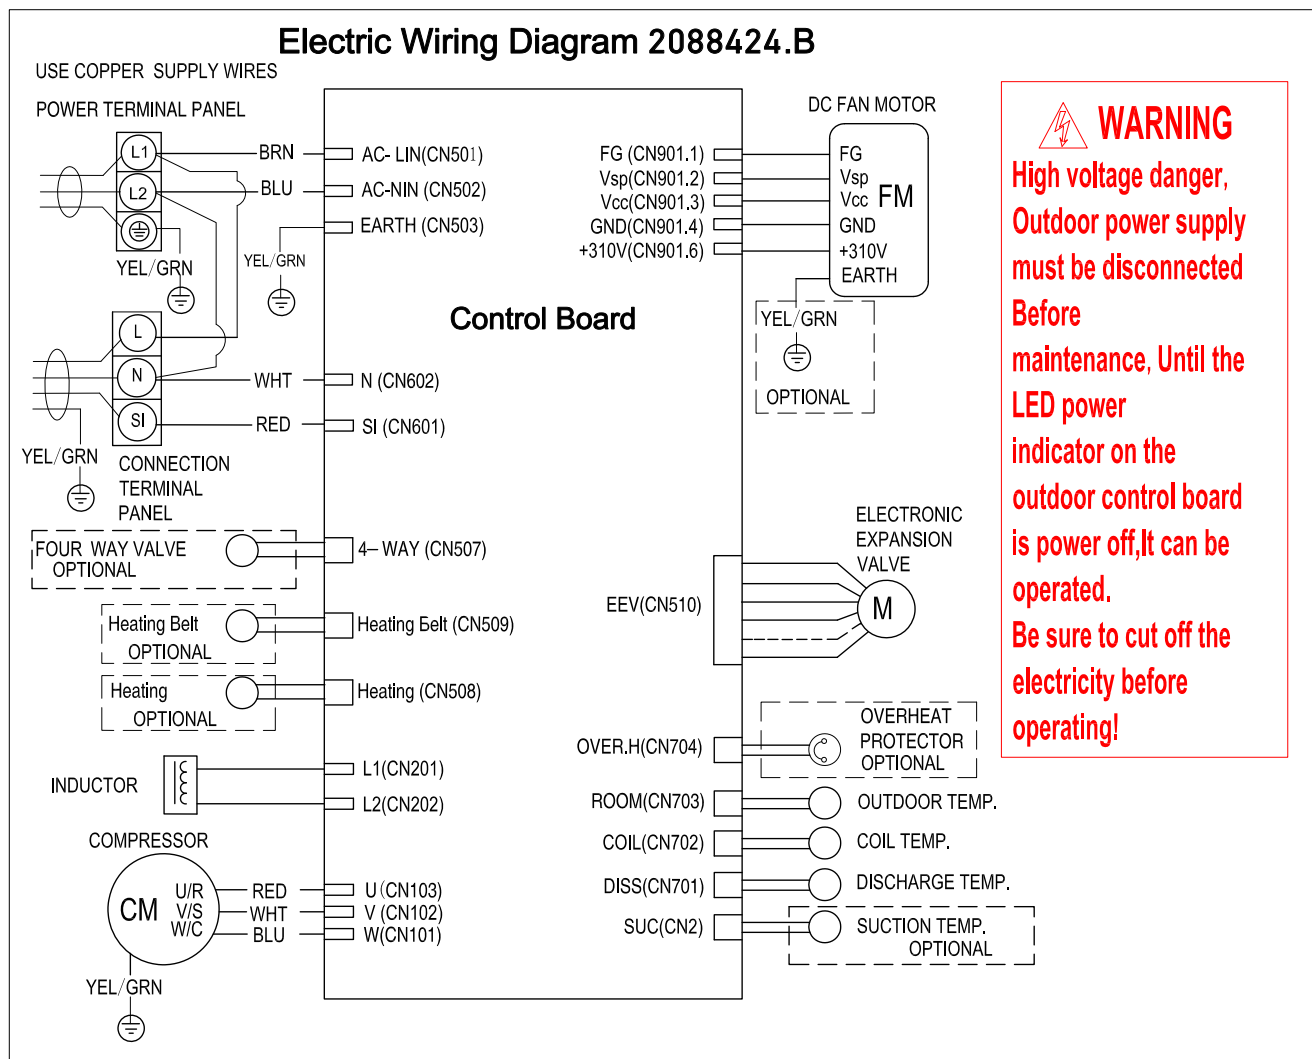 Electric Wiring Diagram 2088424.B
USE COPPER SUPPLY WIRES
POWER TERMINAL PANEL
L1
L2
BRN
BLU
YEL/GRN
YEL/GRN
AC- LIN(CN501)
AC-NIN (CN502)
EARTH (CN503)
L
N
SI
WHT
RED
N (CN602)
SI (CN601)
YEL/GRN
CONNECTION
TERMINAL
PANEL
FOUR WAY VALVE
OPTIONAL
4-WAY (CN507)
Heating Belt
OPTIONAL
Heating Belt (CN509)
Heating
OPTIONAL
Heating (CN508)
INDUCTOR
L1(CN201)
L2(CN202)
COMPRESSOR
CM
U/R
V/S
W/C
RED
WHT
BLU
U(CN103)
V (CN102)
W(CN101)
YEL/GRN
Control Board
FG (CN901.1)
Vsp(CN901.2)
Vcc(CN901.3)
GND(CN901.4)
+310V(CN901.6)
DC FAN MOTOR
FG
Vsp
Vcc
GND
+310V
EARTH
FM
YEL/GRN
OPTIONAL
EEV(CN510)
ELECTRONIC
EXPANSION
VALVE
M
OVER.H(CN704)
OVERHEAT
PROTECTOR
OPTIONAL
ROOM(CN703)
OUTDOOR TEMP.
COIL(CN702)
COIL TEMP.
DISS(CN701)
DISCHARGE TEMP.
SUC(CN2)
SUCTION TEMP.
OPTIONAL
WARNING
High voltage danger,
Outdoor power supply
must be disconnected
Before
maintenance, Until the
LED power
indicator on the
outdoor control board
is power off,It can be
operated.
Be sure to cut off the
electricity before
operating!